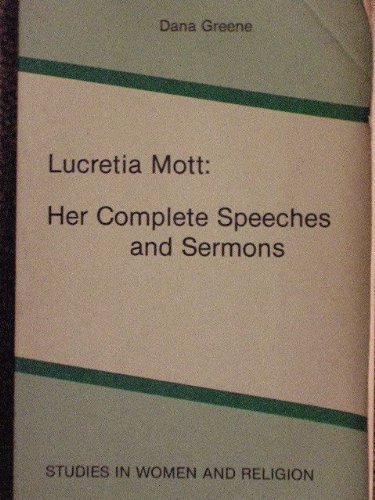 Dana Greene
Lucretia Mott:
Her Complete Speeches
and Sermons
STUDIES IN WOMEN AND RELIGION